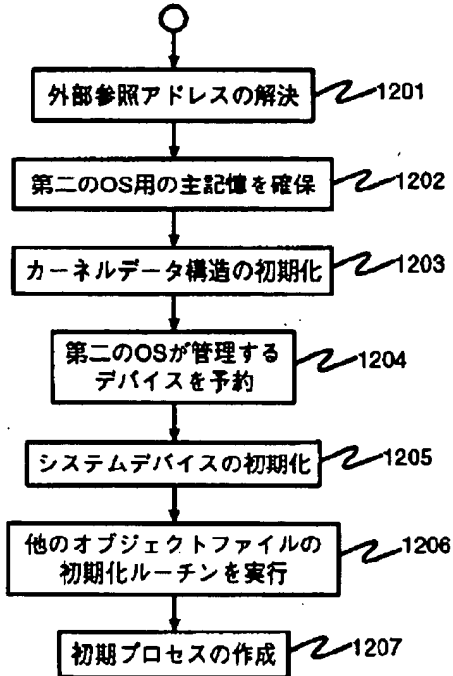 外部参照アドレスの解決 1201
第二のOS用の主記憶を確保 1202
カーネルデータ構造の初期化 1203
第二のOSが管理する
デバイスを予約 1204
システムデバイスの初期化 1205
他のオブジェクトファイルの
初期化ルーチンを実行 1206
初期プロセスの作成 1207